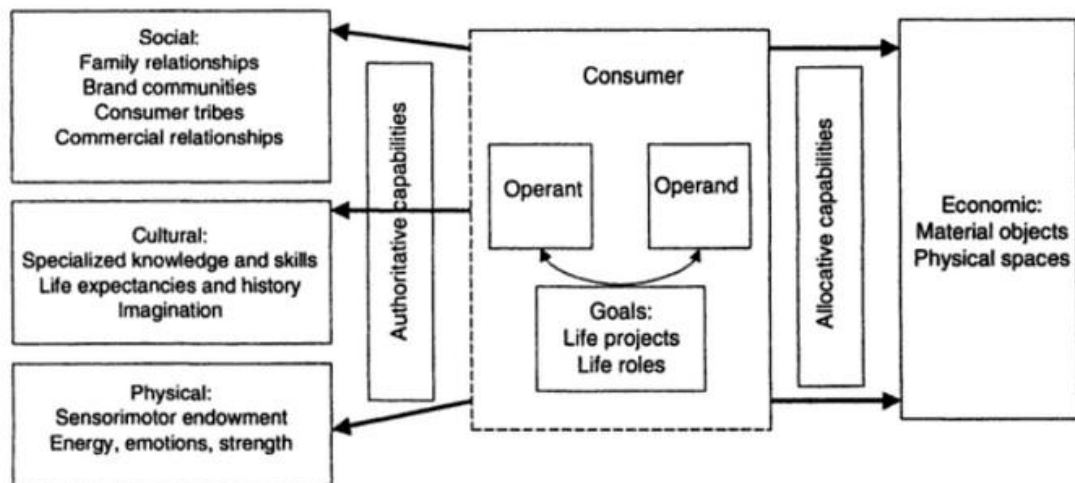 Social:
Family relationships
Brand communities
Consumer tribes
Commercial relationships
Cultural:
Specialized knowledge and skills
Life expectancies and history
Imagination
Physical:
Sensorimotor endowment
Energy, emotions, strength
Authoritative capabilities
Consumer
Operant
Operand
Goals:
Life projects
Life roles
Allocative capabilities
Economic:
Material objects
Physical spaces